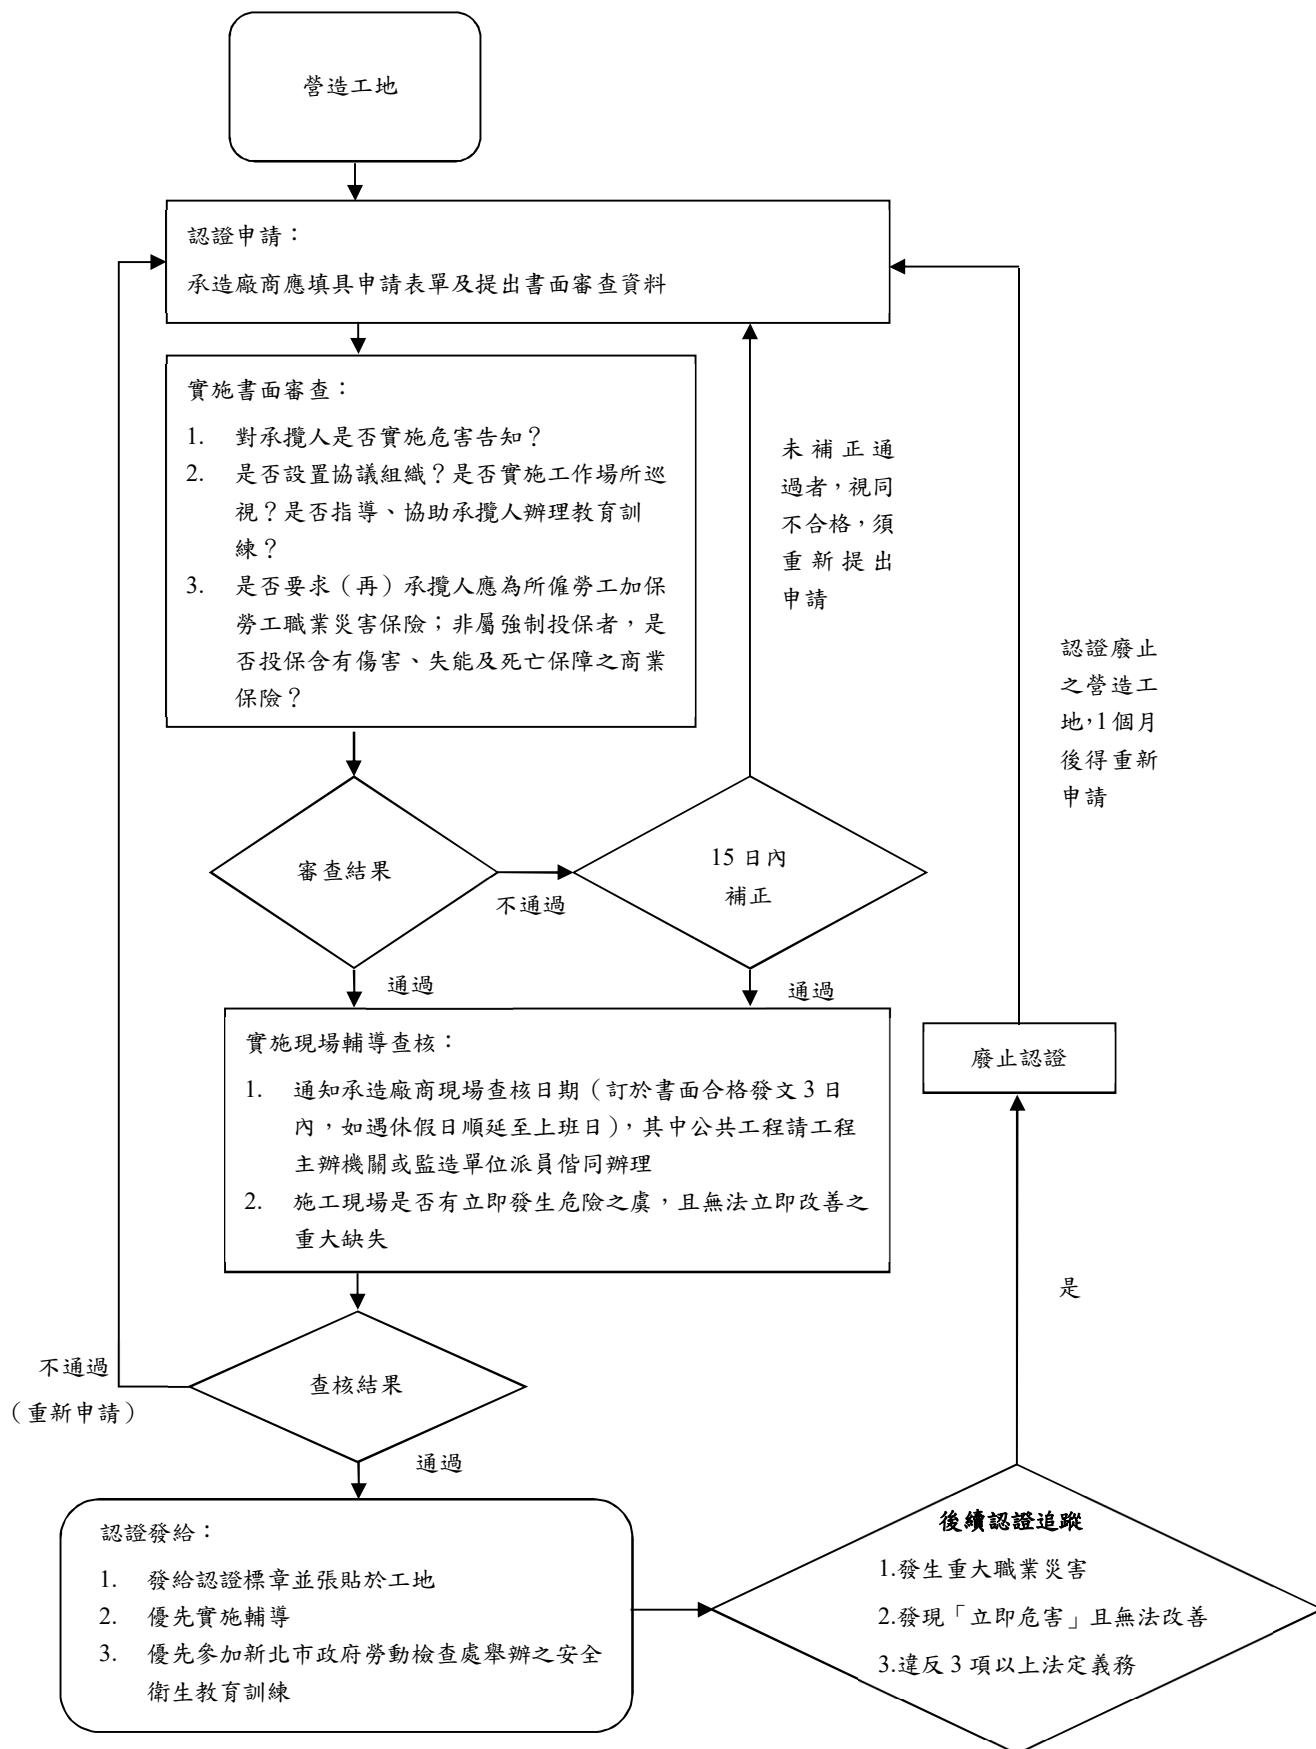 營造工地
認證申請：
承造廠商應填具申請表單及提出書面審查資料
實施書面審查：
1. 對承攬人是否實施危害告知？
2. 是否設置協議組織？是否實施工作場所巡
視？是否指導、協助承攬人辦理教育訓
練？
3. 是否要求（再）承攬人應為所僱勞工加保
勞工職業災害保險；非屬強制投保者，是
否投保含有傷害、失能及死亡保障之商業
保險？
未補正通
過者，視同
不合格，須
重新提出
申請
認證廢止
之營造工
地，1個月
後得重新
申請
審查結果
不通過
15 日內
補正
通過
通過
實施現場輔導查核：
1. 通知承造廠商現場查核日期（訂於書面合格發文 3 日
內，如遇休假日順延至上班日），其中公共工程請工程
主辦機關或監造單位派員偕同辦理
2. 施工現場是否有立即發生危險之虞，且無法立即改善之
重大缺失
廢止認證
是
查核結果
不通過
（重新申請）
通過
認證發給：
1. 發給認證標章並張貼於工地
2. 優先實施輔導
3. 優先參加新北市政府勞動檢查處舉辦之安全
衛生教育訓練
後續認證追蹤
1.發生重大職業災害
2.發現「立即危害」且無法改善
3.違反 3 項以上法定義務